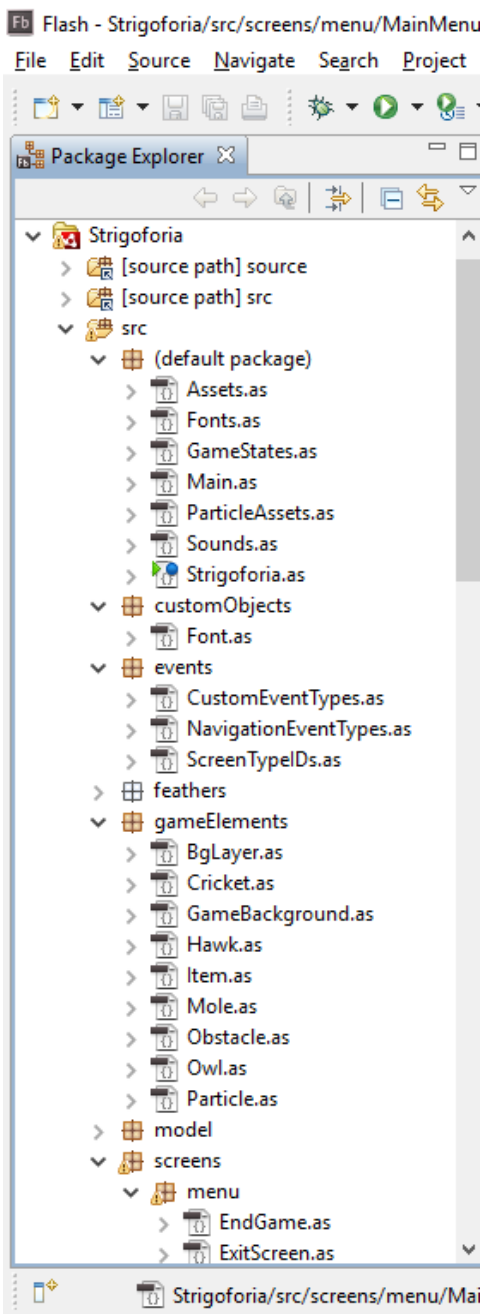 Fb Flash - Strigoforia/src/screens/menu/MainMenu
File Edit Source Navigate Search Project
Package Explorer
Strigoforia
[source path] source
[source path] src
src
(default package)
Assets.as
Fonts.as
GameStates.as
Main.as
ParticleAssets.as
Sounds.as
Strigoforia.as
customObjects
Font.as
events
CustomEventTypes.as
NavigationEventTypes.as
ScreenTypeIDs.as
feathers
gameElements
BgLayer.as
Cricket.as
GameBackground.as
Hawk.as
Item.as
Mole.as
Obstacle.as
Owl.as
Particle.as
model
screens
menu
EndGame.as
ExitScreen.as
Strigoforia/src/screens/menu/Mai